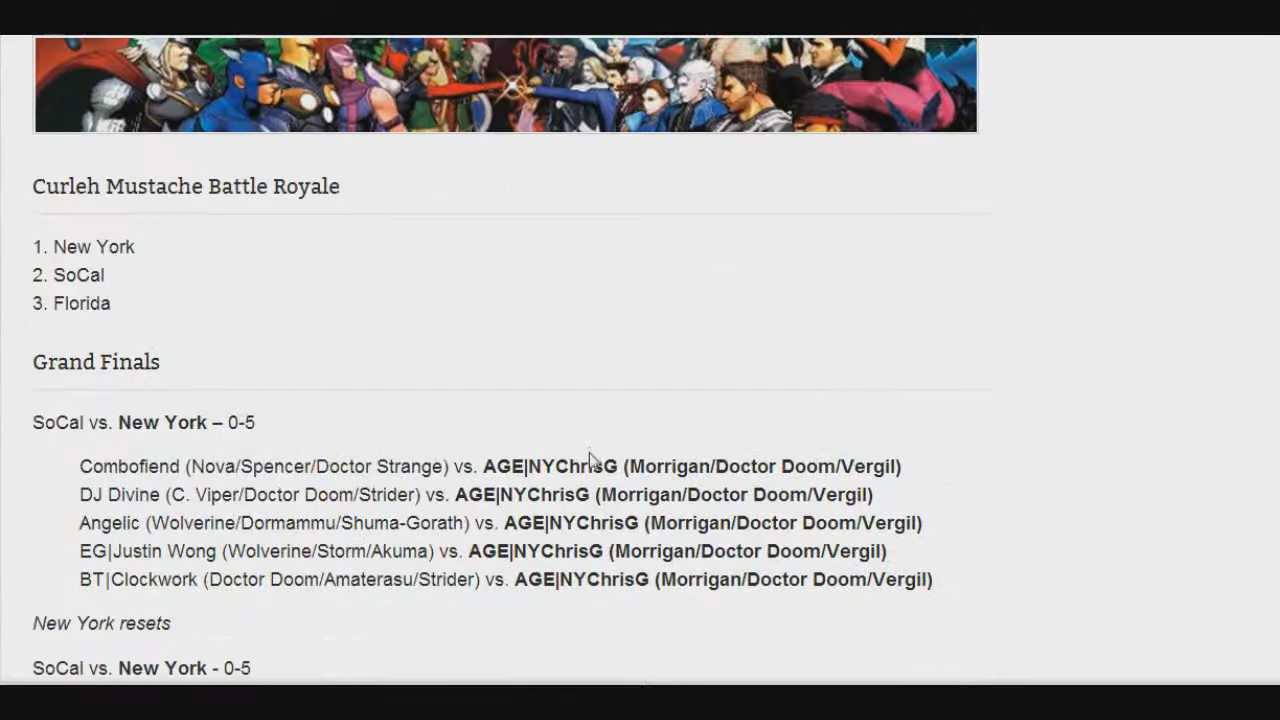 Curleh Mustache Battle Royale
1. New York
2. SoCal
3. Florida
Grand Finals
SoCal vs. New York – 0-5
Combofiend (Nova/Spencer/Doctor Strange) vs. AGE|NYChrisG (Morrigan/Doctor Doom/Vergil)
DJ Divine (C. Viper/Doctor Doom/Strider) vs. AGE|NYChrisG (Morrigan/Doctor Doom/Vergil)
Angelic (Wolverine/Dormammu/Shuma-Gorath) vs. AGE|NYChrisG (Morrigan/Doctor Doom/Vergil)
EG|Justin Wong (Wolverine/Storm/Akuma) vs. AGE|NYChrisG (Morrigan/Doctor Doom/Vergil)
BT|Clockwork (Doctor Doom/Amaterasu/Strider) vs. AGE|NYChrisG (Morrigan/Doctor Doom/Vergil)
New York resets
SoCal vs. New York - 0-5